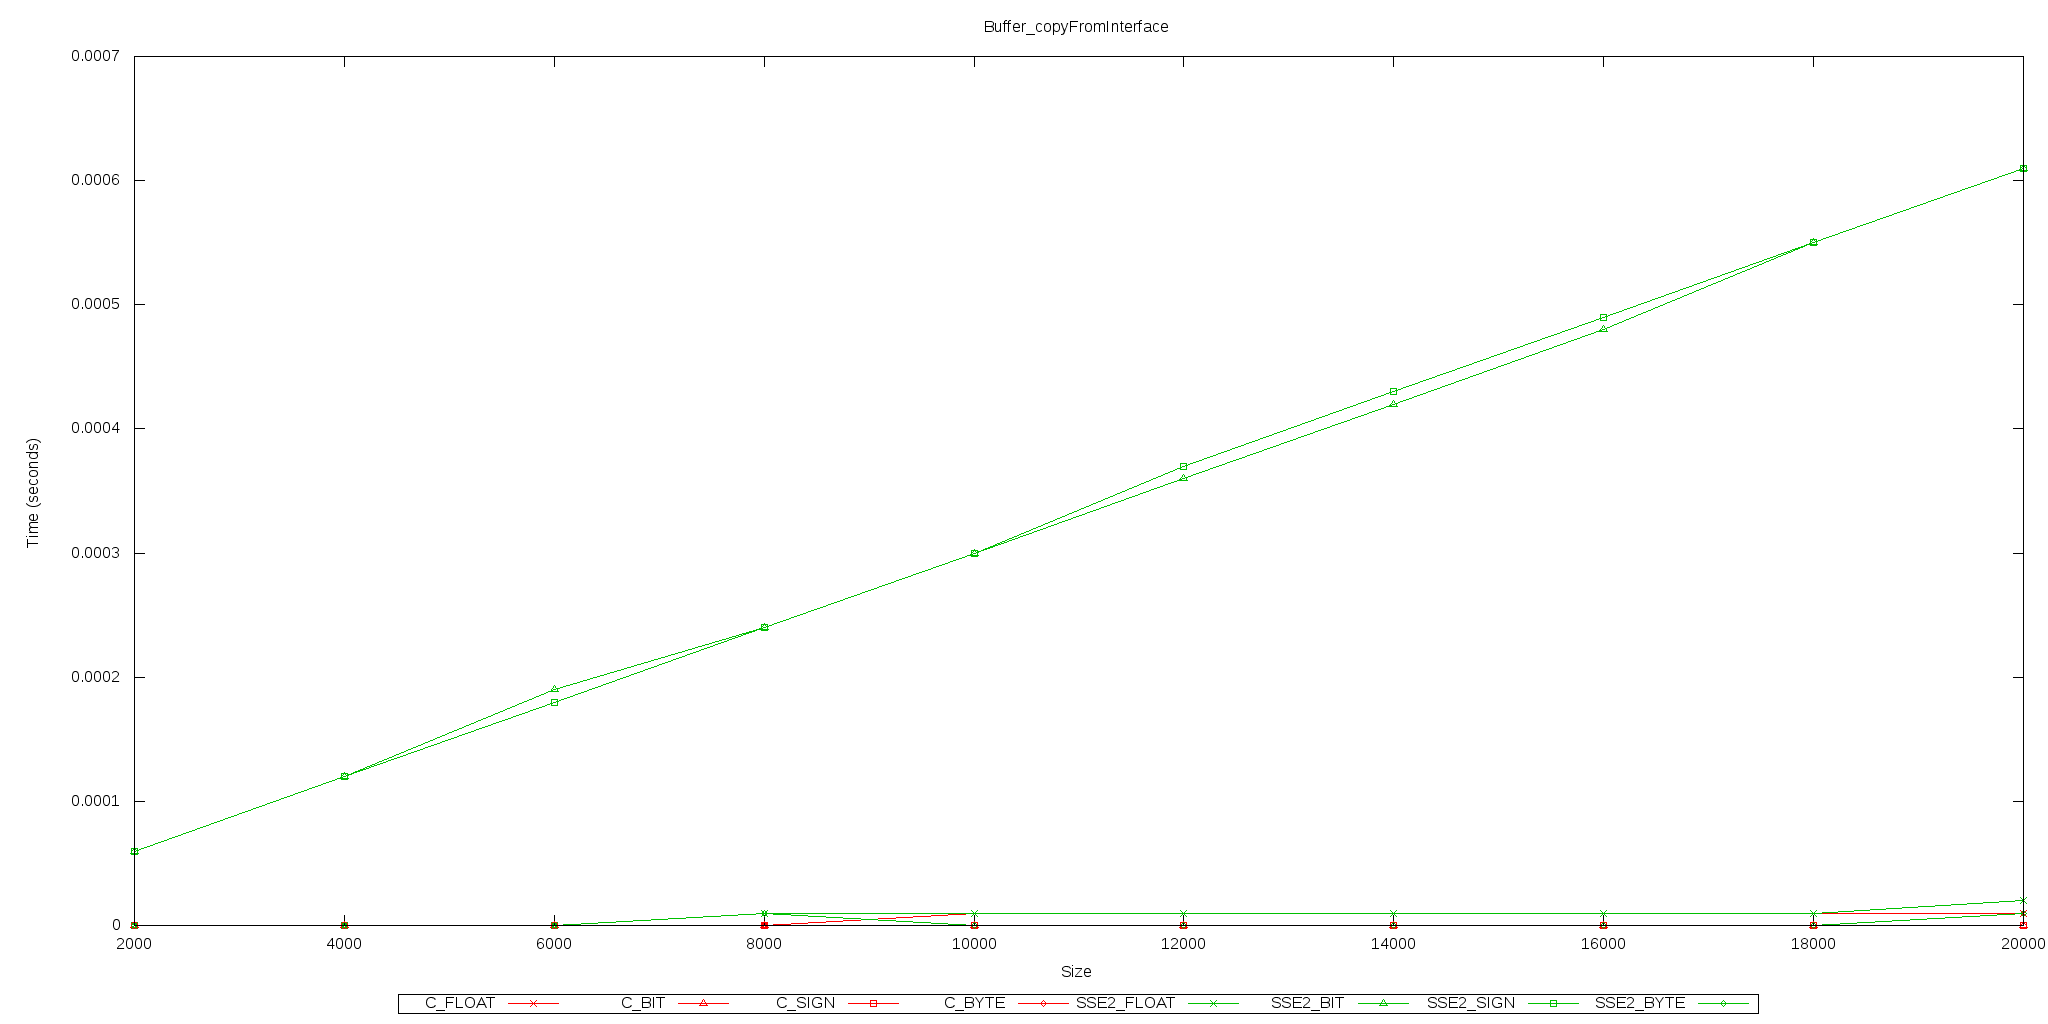 Buffer_copyFromInterface
0.0007
0.0006
0.0005
0.0004
0.0003
0.0002
0.0001
0
Time (seconds)
2000 4000 6000 8000 10000 12000 14000 16000 18000 20000
Size
C_FLOAT C_BIT C_SIGN C_BYTE SSE2_FLOAT SSE2_BIT SSE2_SIGN SSE2_BYTE